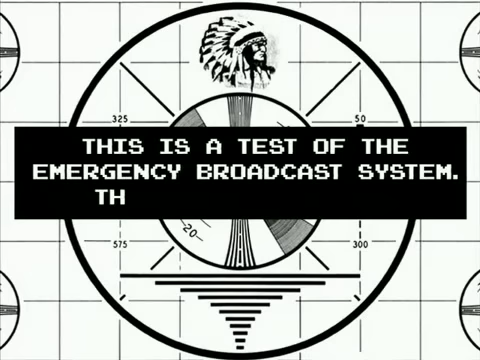 325
50
THIS IS A TEST OF THE
EMERGENCY BROADCAST SYSTEM.
TH
20
575
300